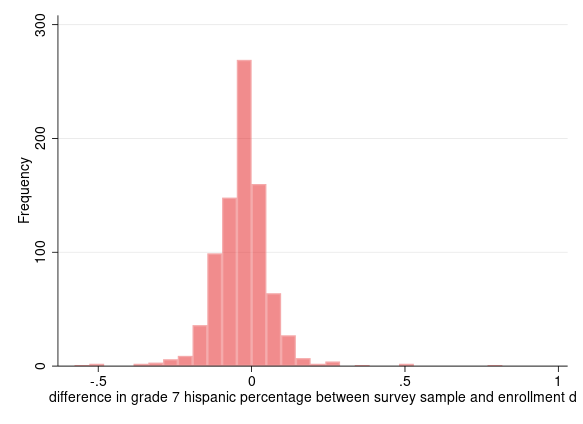 300
200
100
0
Frequency
-.5 0 .5 1
difference in grade 7 hispanic percentage between survey sample and enrollment d